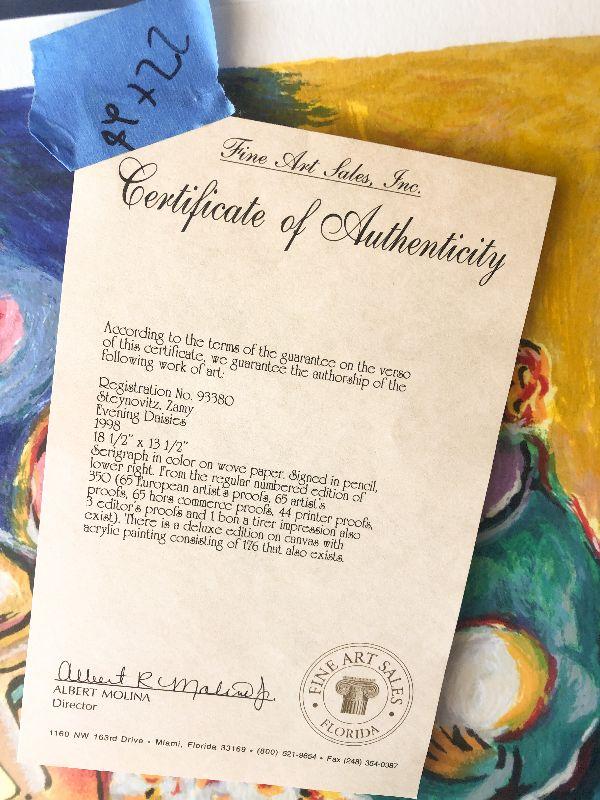 24 x 22
Fine Art Sales, Inc.
Certificate of Authenticity
According to the terms of the guarantee on the verso
of this certificate, we guarantee the authorship of the
following work of art:
Registration No. 93380
Steynovitz, Zamy
Evening Daisies
1998
18 1/2" x 13 1/2"
Serigraph in color on wove paper. Signed in pencil,
lower right. From the regular numbered edition of
350 (65 European artist's proofs, 65 artist's
proofs, 65 hors commerce proofs, 44 printer proofs,
3 editor's proofs and 1 bon a tirer impression also
exist). There is a deluxe edition on canvas with
acrylic painting consisting of 176 that also exists.
Albert R. Molina Jr.
ALBERT MOLINA
Director
FINE ART SALES
FLORIDA
1160 NW 163rd Drive • Miami, Florida 33169 • (800) 521-9654 • Fax (248) 354-0387